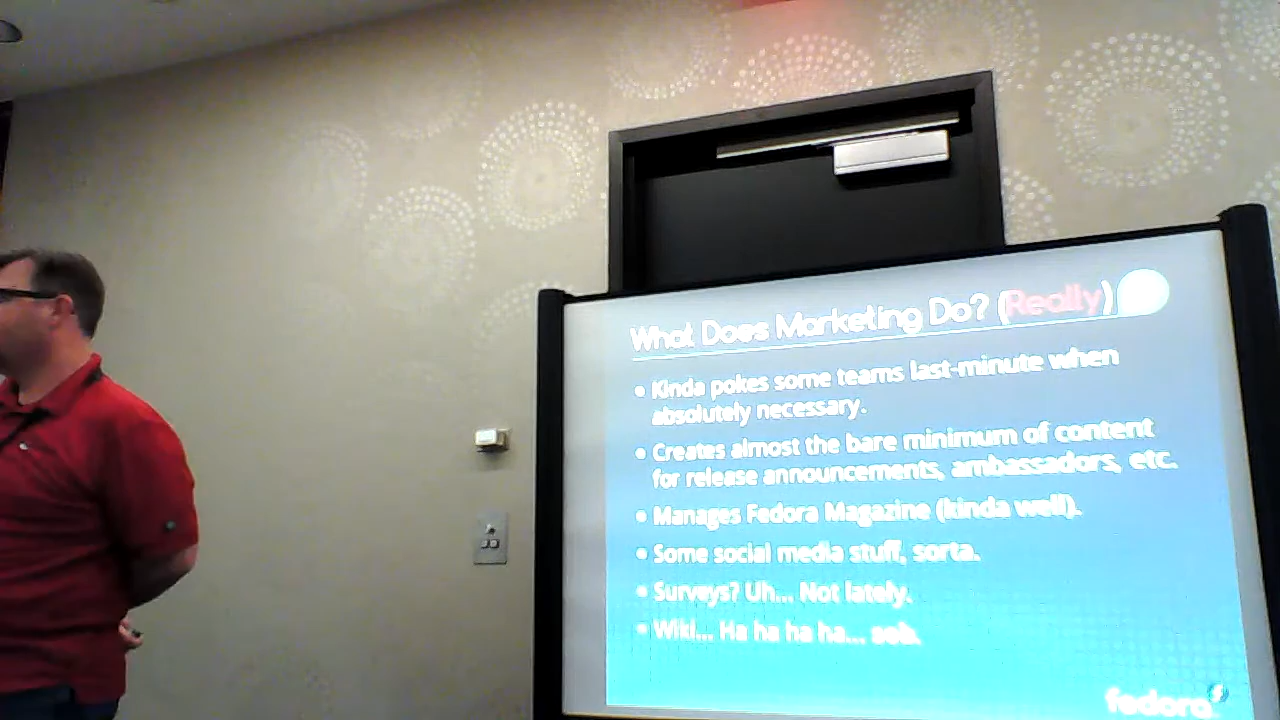 What Does Marketing Do? (Really)
• Kinda pokes some teams last-minute when
absolutely necessary.
• Creates almost the bare minimum of content
for release announcements, ambassadors, etc.
• Manages Fedora Magazine (kinda well).
• Some social media stuff, sorta.
• Surveys? Uh... Not lately.
• Wiki... Ha ha ha ha... sob.
fedora